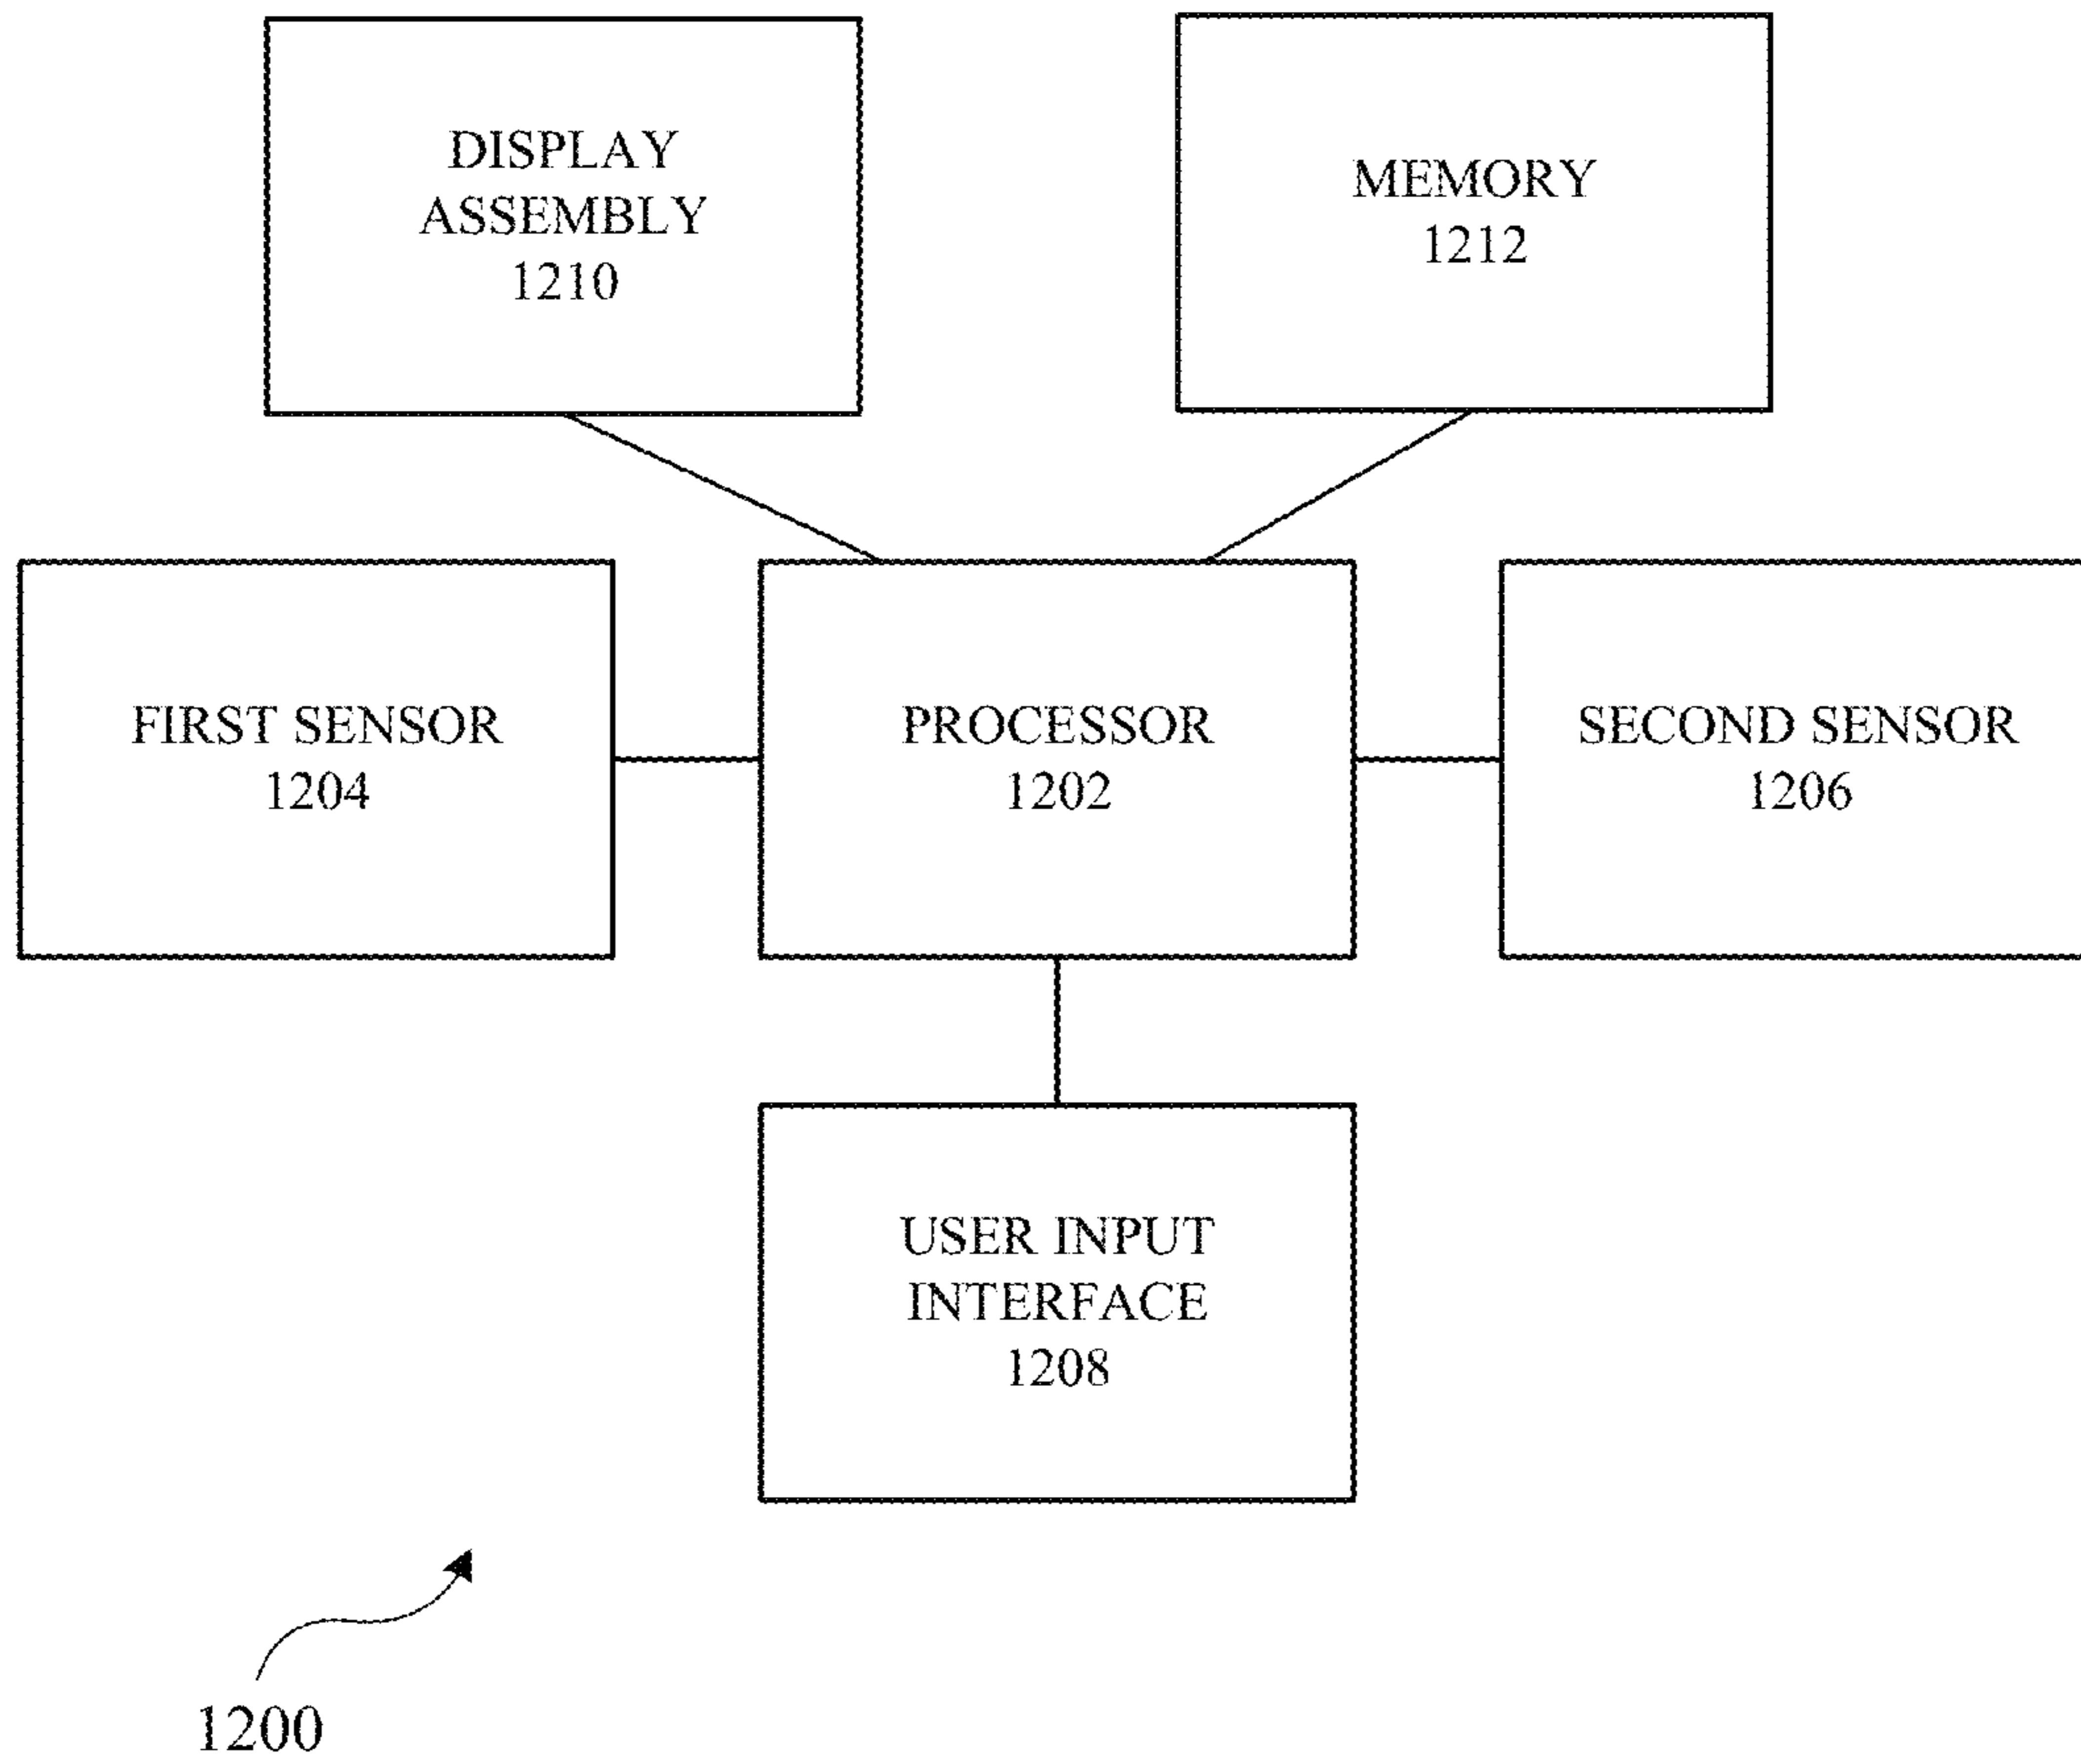 DISPLAY
ASSEMBLY
1210
MEMORY
1212
FIRST SENSOR
1204
PROCESSOR
1202
SECOND SENSOR
1206
USER INPUT
INTERFACE
1208
1200